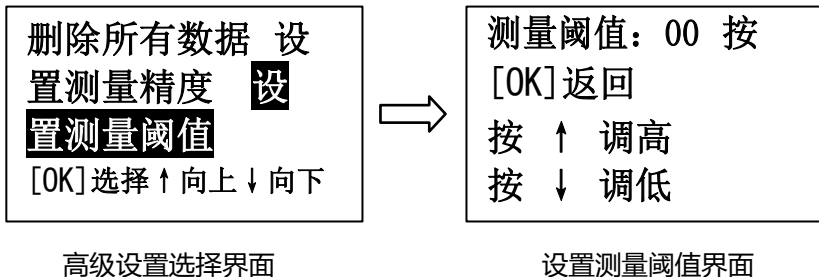 删除所有数据 设
置测量精度 设
置测量阈值
[OK]选择↑向上↓向下
测量阈值：00 按
[OK]返回
按 ↑ 调高
按 ↓ 调低
高级设置选择界面
设置测量阈值界面